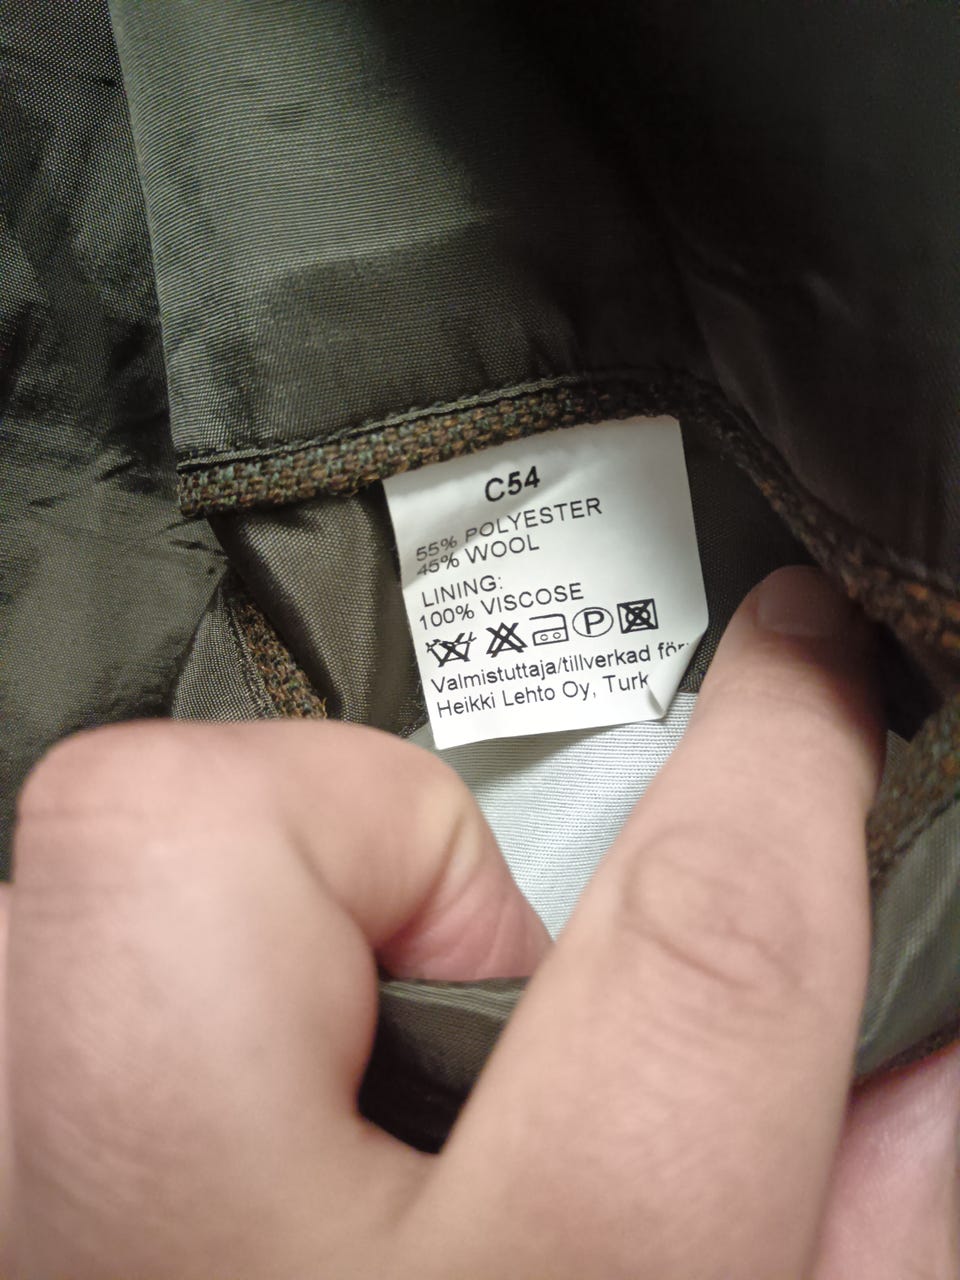 C54
55% POLYESTER
45% WOOL
LINING:
100% VISCOSE
P
Valmistuttaja/tillverkad för
Heikki Lehto Oy, Turk